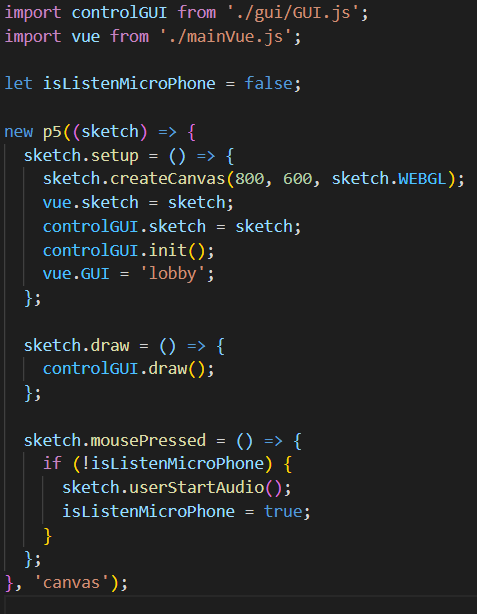 import controlGUI from './gui/GUI.js';
import vue from './mainVue.js';

let isListenMicroPhone = false;

new p5((sketch) => {
  sketch.setup = () => {
    sketch.createCanvas(800, 600, sketch.WEBGL);
    vue.sketch = sketch;
    controlGUI.sketch = sketch;
    controlGUI.init();
    vue.GUI = 'lobby';
  };

  sketch.draw = () => {
    controlGUI.draw();
  };

  sketch.mousePressed = () => {
    if (!isListenMicroPhone) {
      sketch.userStartAudio();
      isListenMicroPhone = true;
    }
  };
}, 'canvas');